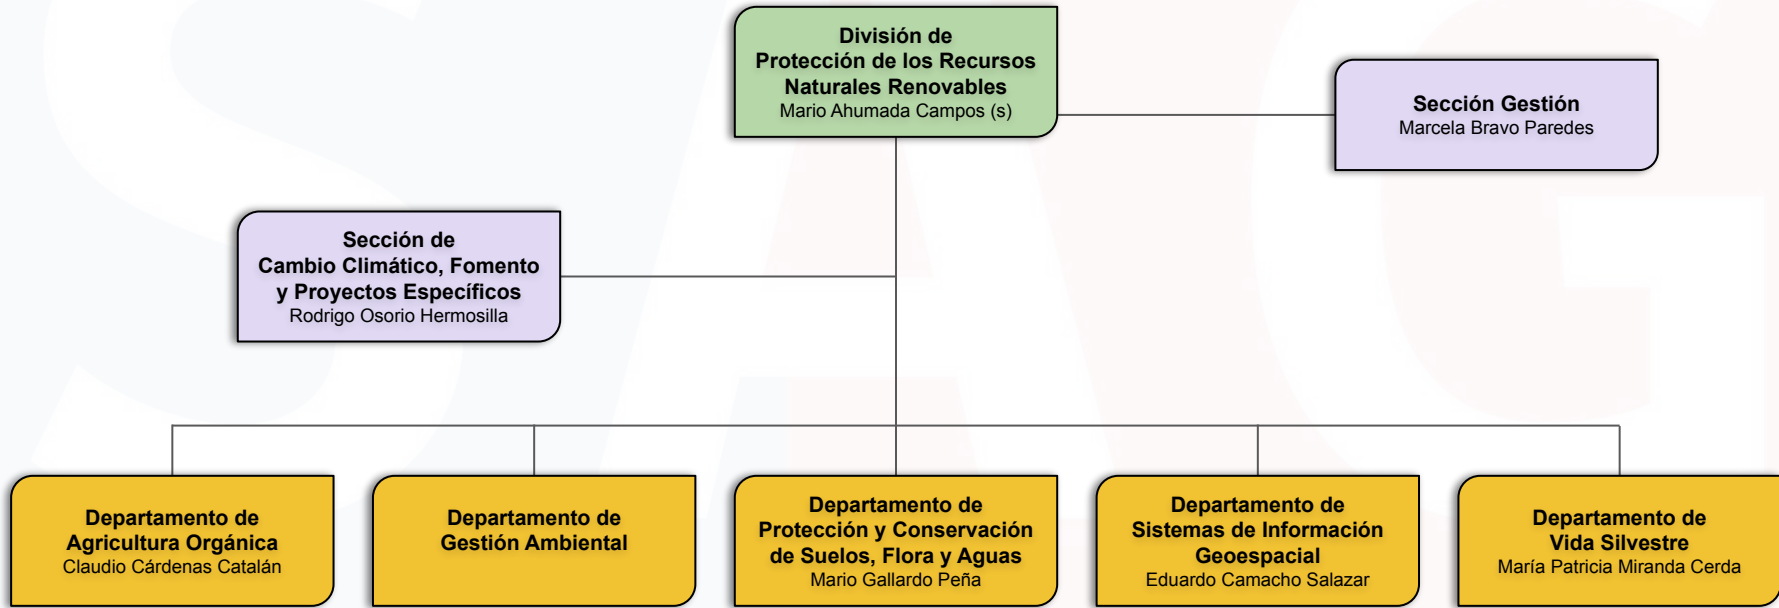 División de
Protección de los Recursos
Naturales Renovables
Mario Ahumada Campos (s)
Sección Gestión
Marcela Bravo Paredes
Sección de
Cambio Climático, Fomento
y Proyectos Específicos
Rodrigo Osorio Hermosilla
Departamento de
Agricultura Orgánica
Claudio Cárdenas Catalán
Departamento de
Gestión Ambiental
Departamento de
Protección y Conservación
de Suelos, Flora y Aguas
Mario Gallardo Peña
Departamento de
Sistemas de Información
Geoespacial
Eduardo Camacho Salazar
Departamento de
Vida Silvestre
María Patricia Miranda Cerda
SAG